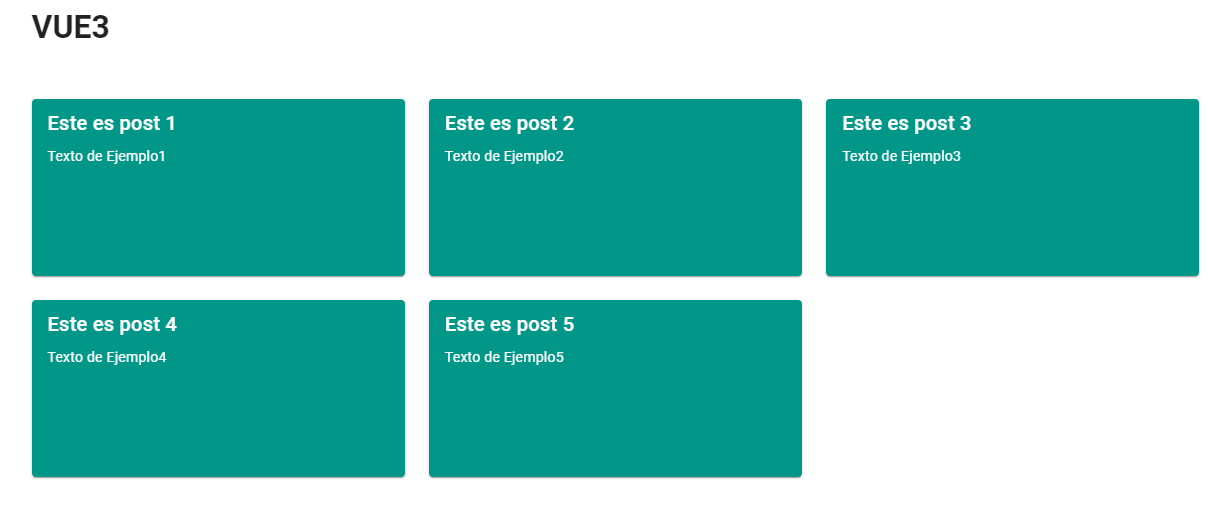 VUE3
Este es post 1
Texto de Ejemplo1
Este es post 2
Texto de Ejemplo2
Este es post 3
Texto de Ejemplo3
Este es post 4
Texto de Ejemplo4
Este es post 5
Texto de Ejemplo5